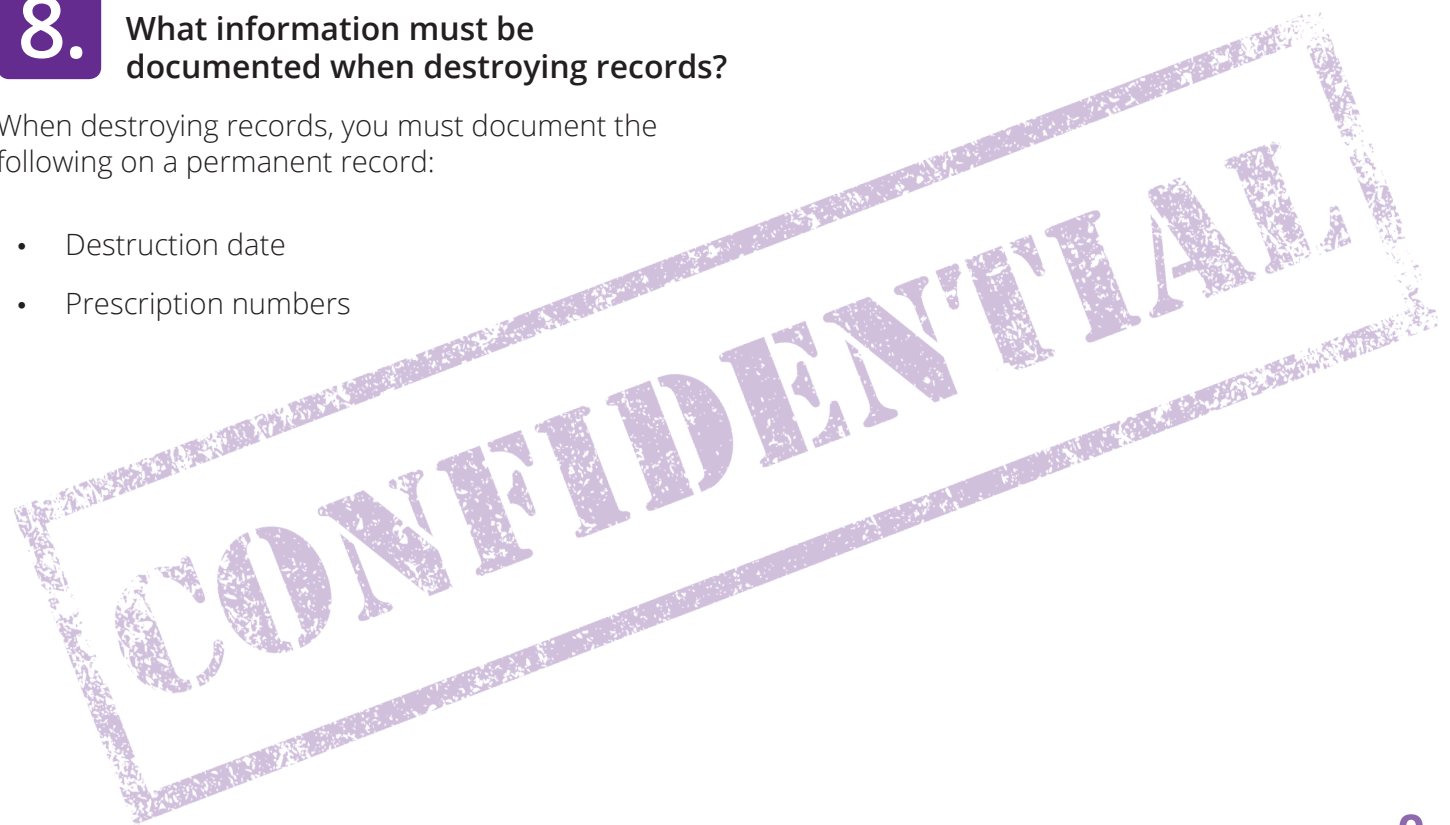 8.
What information must be
documented when destroying records?
When destroying records, you must document the
following on a permanent record:
• Destruction date
• Prescription numbers
CONFIDENTIAL